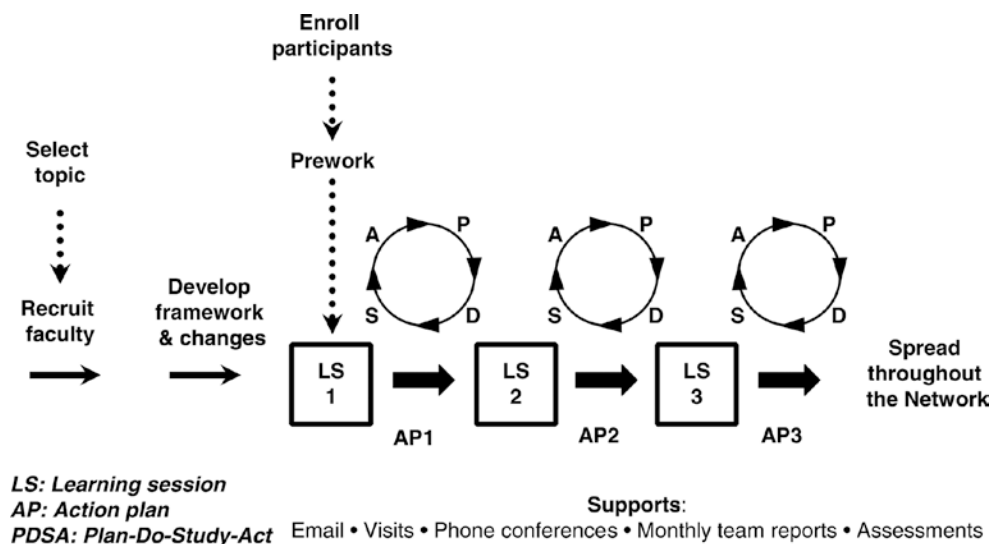 Enroll
participants
Prework
Select
topic
Recruit
faculty
Develop
framework
& changes
A P
S D
A P
S D
A P
S D
LS
1
LS
2
LS
3
AP1
AP2
AP3
Spread
throughout
the Network
LS: Learning session
AP: Action plan
PDSA: Plan-Do-Study-Act
Supports:
Email • Visits • Phone conferences • Monthly team reports • Assessments